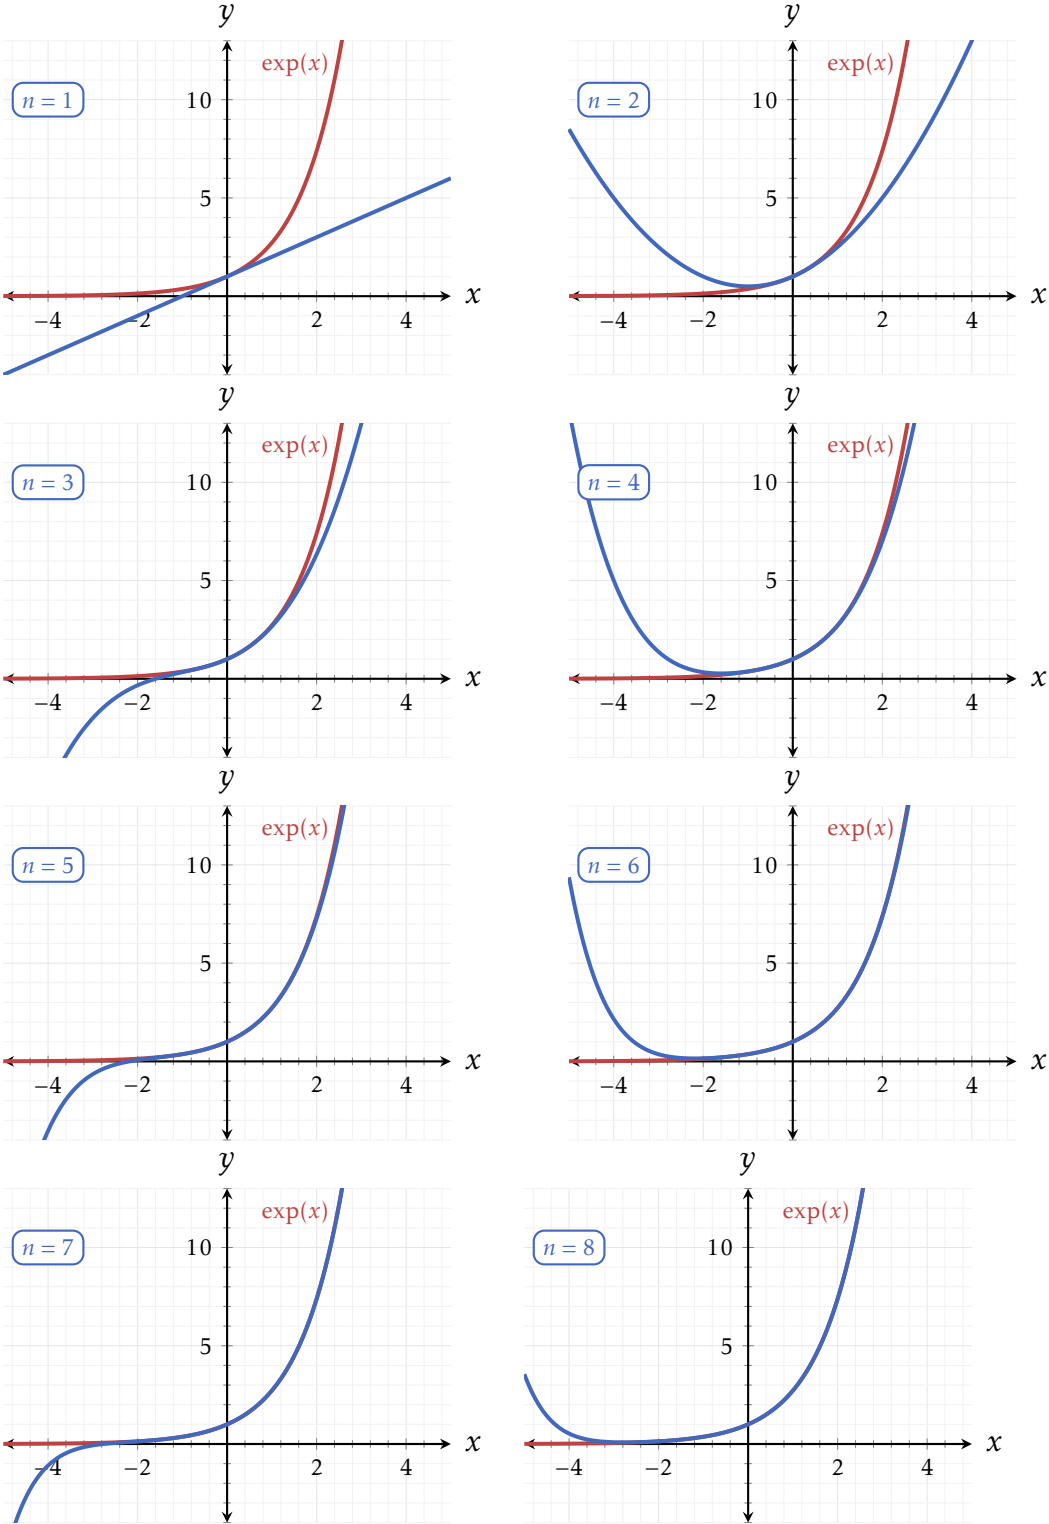 y y
exp(x) exp(x)
n = 1 10 n = 2 10
5 5
x x
−4 −2 2 4 −4 −2 2 4
y y
exp(x) exp(x)
n = 3 10 n = 4 10
5 5
x x
−4 −2 2 4 −4 −2 2 4
y y
exp(x) exp(x)
n = 5 10 n = 6 10
5 5
x x
−4 −2 2 4 −4 −2 2 4
y y
exp(x) exp(x)
n = 7 10 n = 8 10
5 5
x x
−4 −2 2 4 −4 −2 2 4